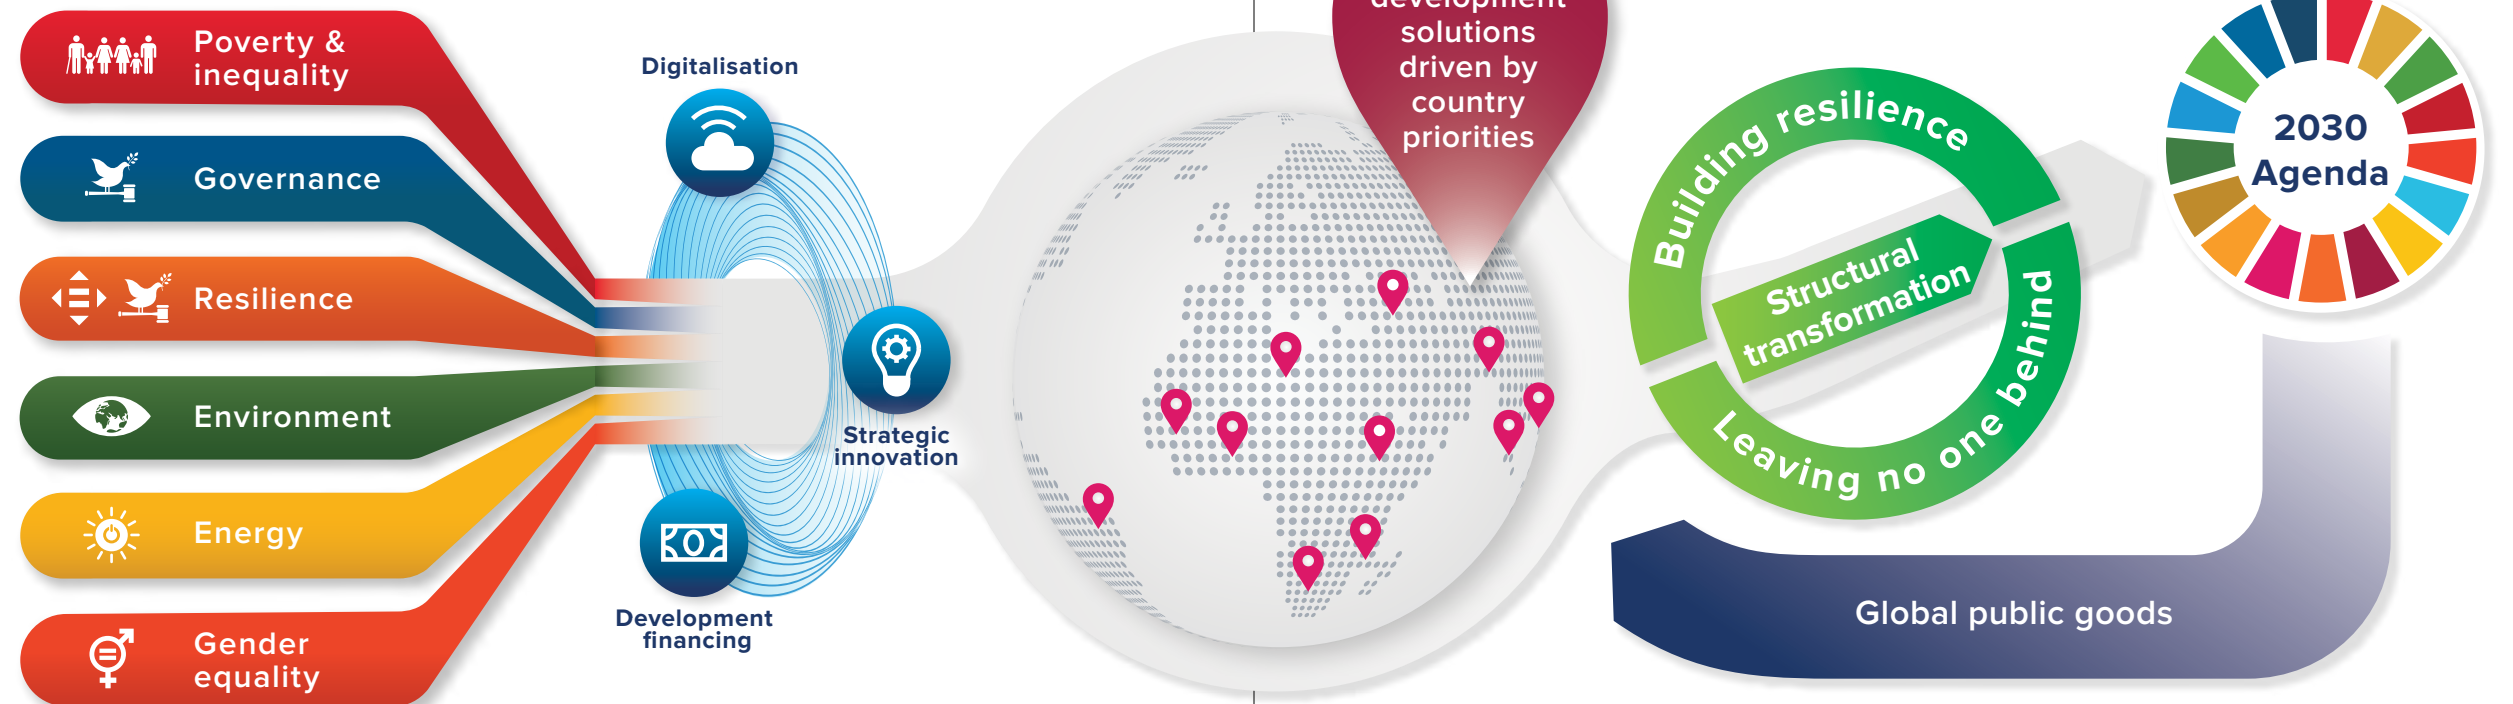 Poverty &
inequality
Governance
Resilience
Environment
Energy
Gender
equality
Digitalisation
Strategic
innovation
Development
financing
development
solutions
driven by
country
priorities
Building resilience
Structural
transformation
Leaving no one behind
2030
Agenda
Global public goods